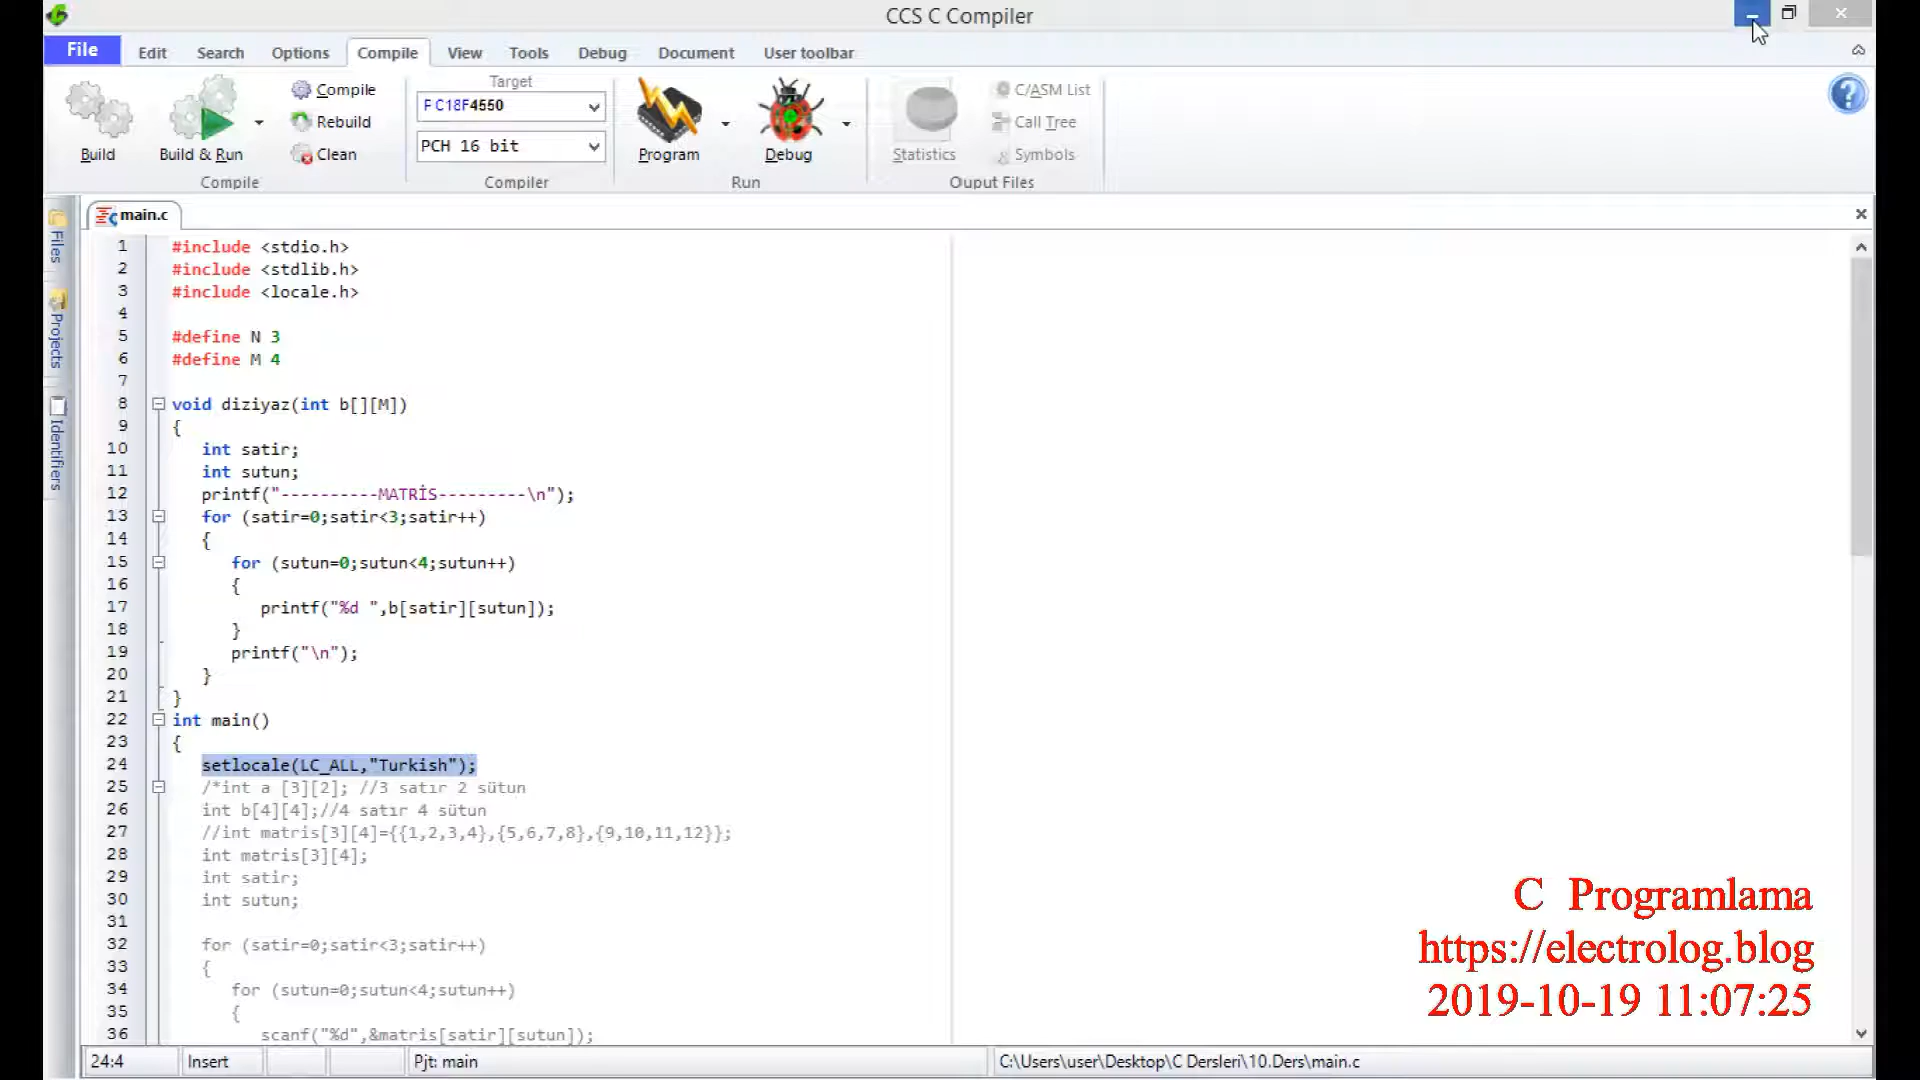 CCS C Compiler
File Edit Search Options Compile View Tools Debug Document User toolbar
Build
Build & Run
Compile
Rebuild
Clean
Compile
Target
PIC18F4550
PCH 16 bit
Compiler
Program
Debug
Run
Statistics
C/ASM List
Call Tree
Symbols
Ouput Files
Files
Projects
Identifiers
main.c
1 #include <stdio.h>
2 #include <stdlib.h>
3 #include <locale.h>
4
5 #define N 3
6 #define M 4
7
8 void diziyaz(int b[][M])
9 {
10 int satir;
11 int sutun;
12 printf("----------MATRİS---------\n");
13 for (satir=0;satir<3;satir++)
14 {
15 for (sutun=0;sutun<4;sutun++)
16 {
17 printf("%d ",b[satir][sutun]);
18 }
19 printf("\n");
20 }
21 }
22 int main()
23 {
24 setlocale(LC_ALL,"Turkish");
25 /*int a [3][2]; //3 satır 2 sütun
26 int b[4][4];//4 satır 4 sütun
27 //int matris[3][4]={{1,2,3,4},{5,6,7,8},{9,10,11,12}};
28 int matris[3][4];
29 int satir;
30 int sutun;
31
32 for (satir=0;satir<3;satir++)
33 {
34 for (sutun=0;sutun<4;sutun++)
35 {
36 scanf("%d",&matris[satir][sutun]);
C Programlama
https://electrolog.blog
2019-10-19 11:07:25
24:4 Insert Pjt: main C:\Users\user\Desktop\C Dersleri\10.Ders\main.c